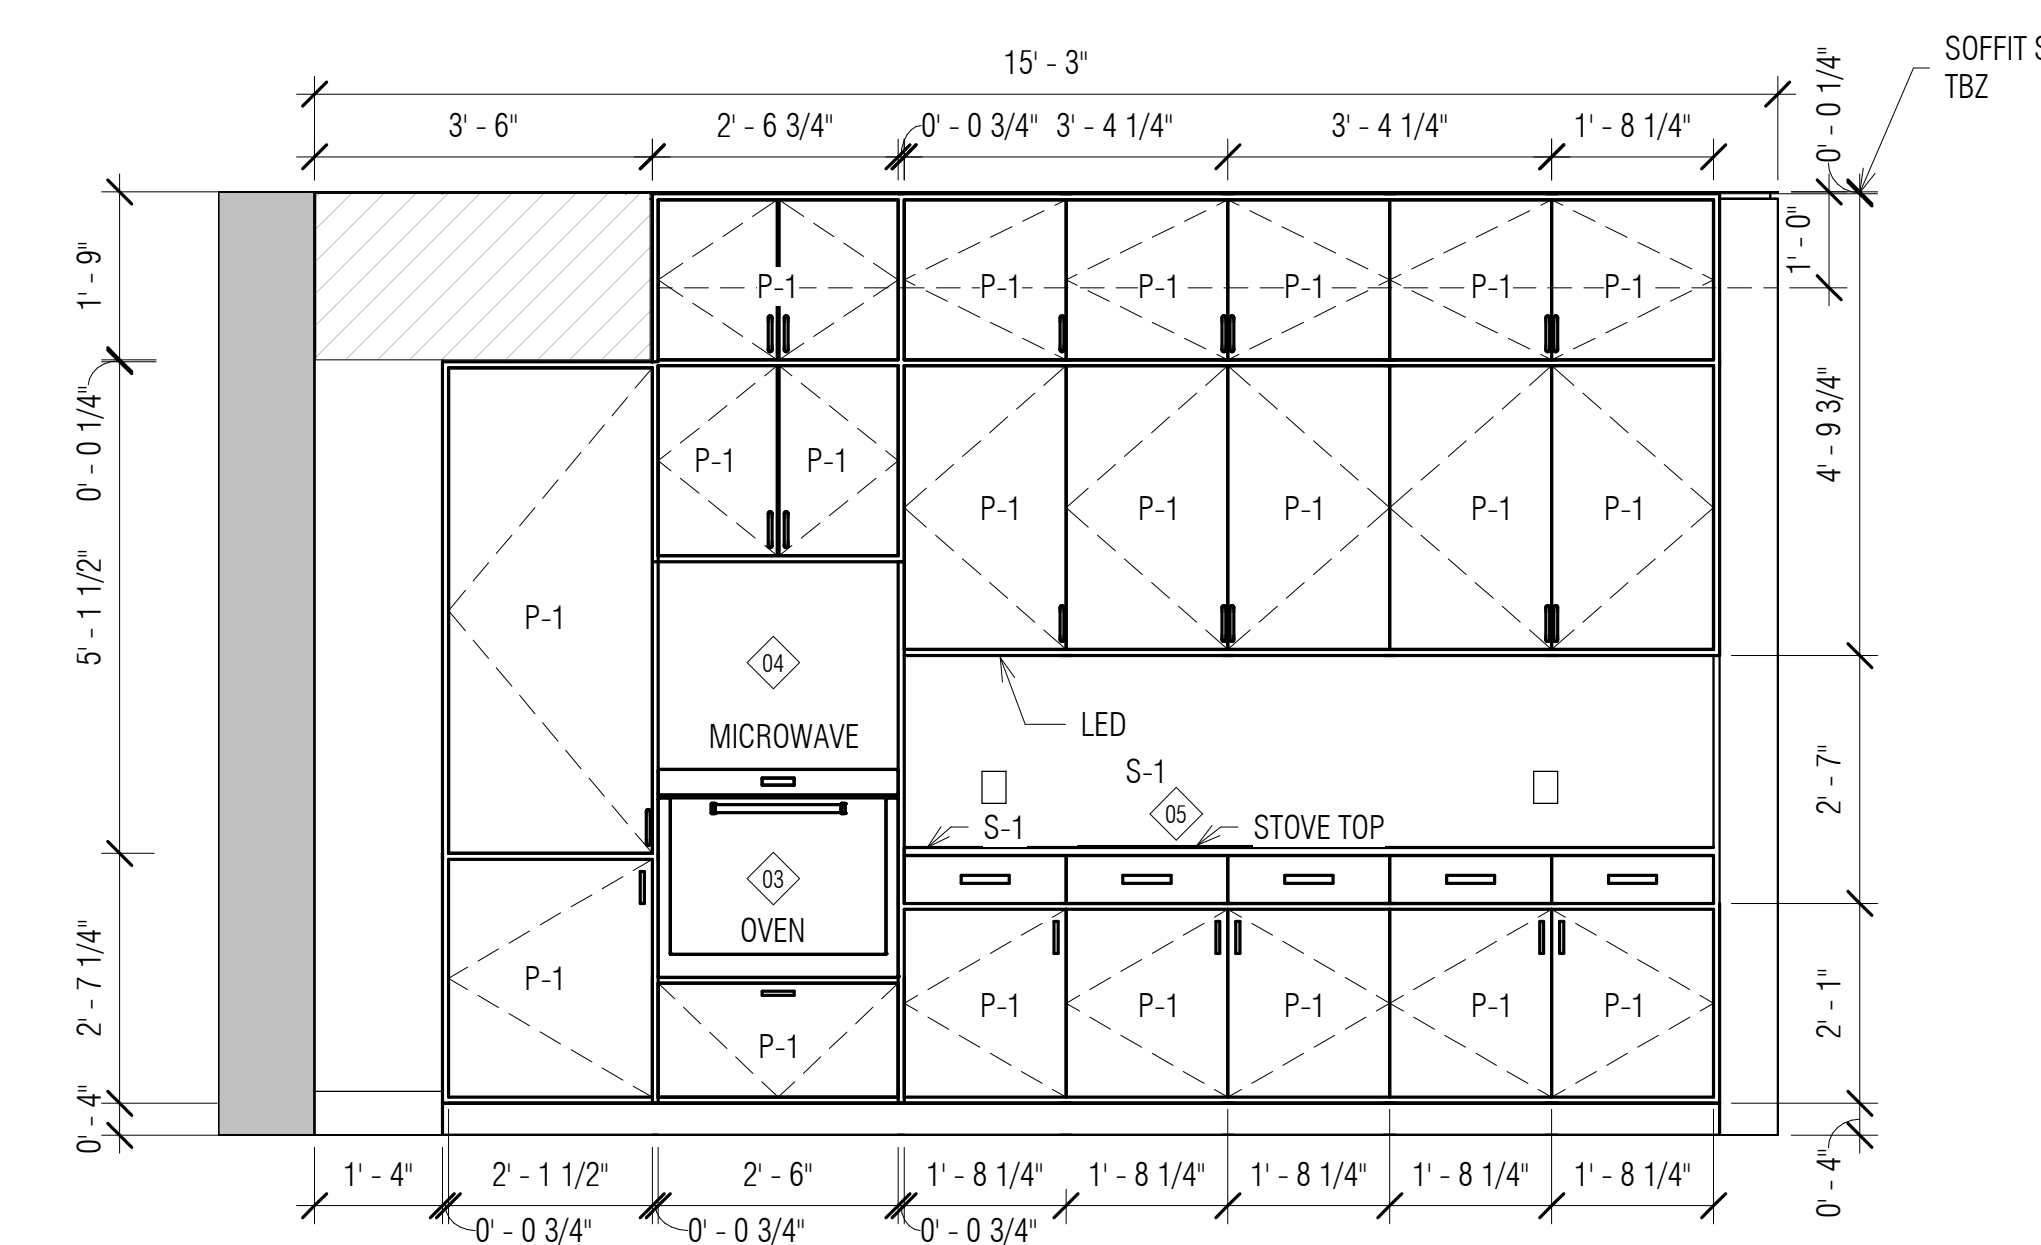 SOFFIT S
TBZ
15' - 3"
3' - 6"
2' - 6 3/4"
0' - 0 3/4"
3' - 4 1/4"
3' - 4 1/4"
1' - 8 1/4"
0' - 0 1/4"
1' - 0"
1' - 9"
P-1
P-1
P-1
P-1
P-1
P-1
0' - 0 1/4"
4' - 9 3/4"
P-1
P-1
P-1
P-1
P-1
P-1
P-1
5' - 1 1/2"
P-1
04
MICROWAVE
LED
S-1
05
S-1
STOVE TOP
2' - 7"
03
OVEN
2' - 7 1/4"
P-1
P-1
P-1
P-1
P-1
P-1
P-1
2' - 1"
0' - 4"
0' - 4"
1' - 4"
2' - 1 1/2"
2' - 6"
1' - 8 1/4"
1' - 8 1/4"
1' - 8 1/4"
1' - 8 1/4"
1' - 8 1/4"
0' - 0 3/4"
0' - 0 3/4"
0' - 0 3/4"